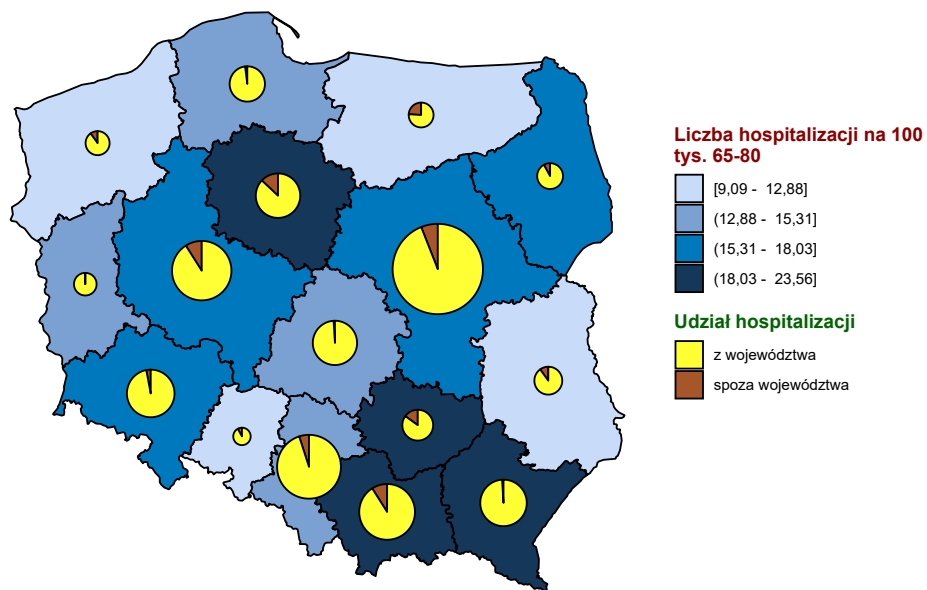 Liczba hospitalizacji na 100
tys. 65-80
[9,09 - 12,88]
(12,88 - 15,31]
(15,31 - 18,03]
(18,03 - 23,56]
Udział hospitalizacji
z województwa
spoza województwa